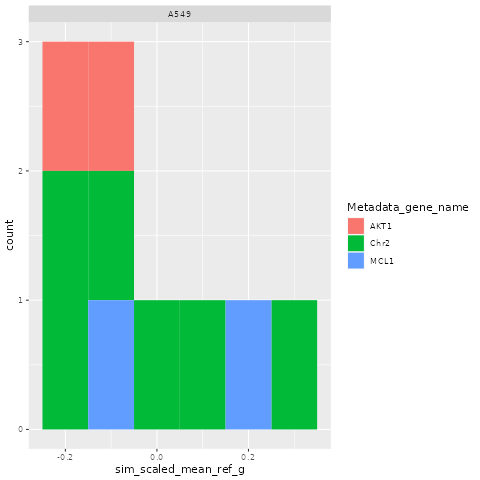 A549
3
2
1
0
count
-0.2
0.0
0.2
sim_scaled_mean_ref_g
Metadata_gene_name
AKT1
Chr2
MCL1